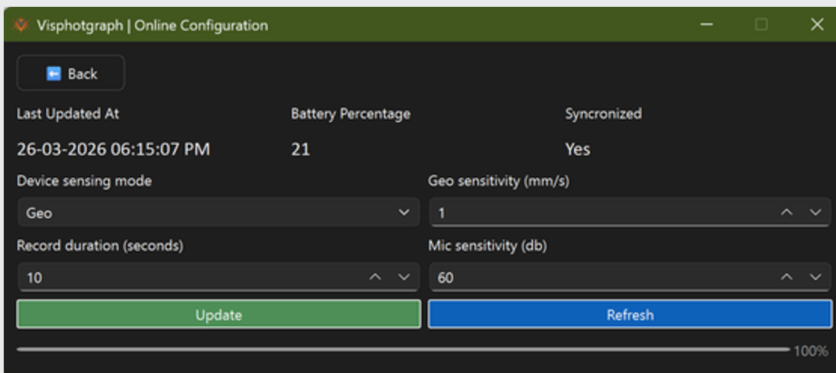 Visphotgraph | Online Configuration
Back
Last Updated At Battery Percentage Syncronized
26-03-2026 06:15:07 PM 21 Yes
Device sensing mode Geo sensitivity (mm/s)
Geo 1
Record duration (seconds) Mic sensitivity (db)
10 60
Update Refresh
100%